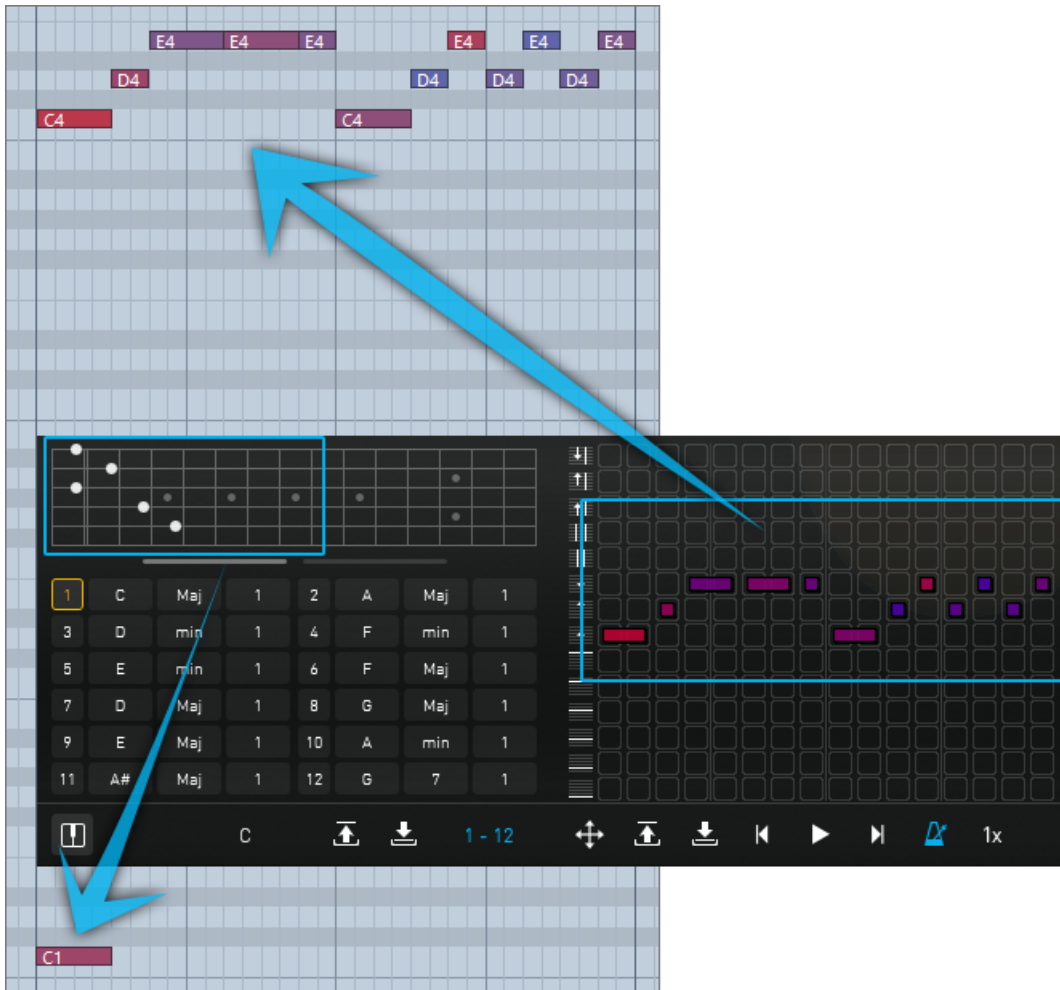 E4 E4 E4 E4 E4 E4
D4 D4 D4 D4
C4 C4
1 C Maj 1 2 A Maj 1
3 D min 1 4 F min 1
5 E min 1 6 F Maj 1
7 D Maj 1 8 G Maj 1
9 E Maj 1 10 A min 1
11 A# Maj 1 12 G 7 1
C 1 - 12 1x
C1